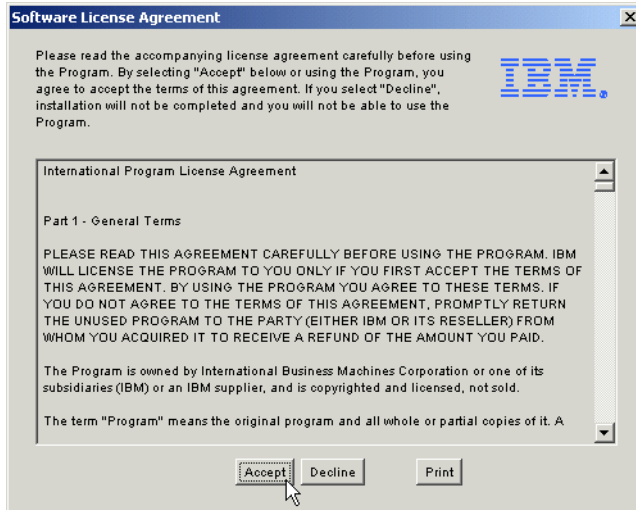 Software License Agreement
Please read the accompanying license agreement carefully before using
the Program. By selecting "Accept" below or using the Program, you
agree to accept the terms of this agreement. If you select "Decline",
installation will not be completed and you will not be able to use the
Program.
IBM
International Program License Agreement
Part 1 - General Terms
PLEASE READ THIS AGREEMENT CAREFULLY BEFORE USING THE PROGRAM. IBM
WILL LICENSE THE PROGRAM TO YOU ONLY IF YOU FIRST ACCEPT THE TERMS OF
THIS AGREEMENT. BY USING THE PROGRAM YOU AGREE TO THESE TERMS. IF
YOU DO NOT AGREE TO THE TERMS OF THIS AGREEMENT, PROMPTLY RETURN
THE UNUSED PROGRAM TO THE PARTY (EITHER IBM OR ITS RESELLER) FROM
WHOM YOU ACQUIRED IT TO RECEIVE A REFUND OF THE AMOUNT YOU PAID.
The Program is owned by International Business Machines Corporation or one of its
subsidiaries (IBM) or an IBM supplier, and is copyrighted and licensed, not sold.
The term "Program" means the original program and all whole or partial copies of it. A
Accept Decline Print